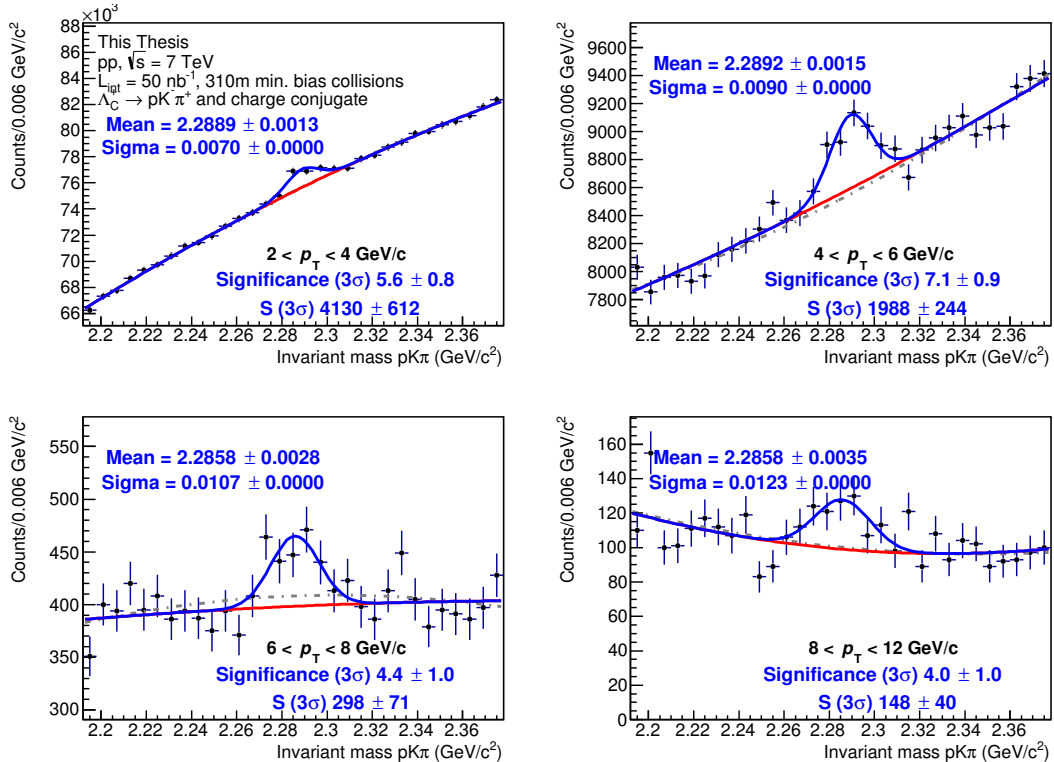 ×10³
88
86
84
82
80
78
76
74
72
70
68
66
Counts/0.006 GeV/c²
This Thesis
pp, √s = 7 TeV
L_int = 50 nb⁻¹, 310m min. bias collisions
Λ_C⁺ → pK⁻π⁺ and charge conjugate
Mean = 2.2889 ± 0.0013
Sigma = 0.0070 ± 0.0000
2 < p_T < 4 GeV/c
Significance (3σ) 5.6 ± 0.8
S (3σ) 4130 ± 612
2.2 2.22 2.24 2.26 2.28 2.3 2.32 2.34 2.36
Invariant mass pKπ (GeV/c²)
9600
9400
9200
9000
8800
8600
8400
8200
8000
7800
Counts/0.006 GeV/c²
Mean = 2.2892 ± 0.0015
Sigma = 0.0090 ± 0.0000
4 < p_T < 6 GeV/c
Significance (3σ) 7.1 ± 0.9
S (3σ) 1988 ± 244
2.2 2.22 2.24 2.26 2.28 2.3 2.32 2.34 2.36
Invariant mass pKπ (GeV/c²)
550
500
450
400
350
300
Counts/0.006 GeV/c²
Mean = 2.2858 ± 0.0028
Sigma = 0.0107 ± 0.0000
6 < p_T < 8 GeV/c
Significance (3σ) 4.4 ± 1.0
S (3σ) 298 ± 71
2.2 2.22 2.24 2.26 2.28 2.3 2.32 2.34 2.36
Invariant mass pKπ (GeV/c²)
160
140
120
100
80
60
40
20
0
Counts/0.006 GeV/c²
Mean = 2.2858 ± 0.0035
Sigma = 0.0123 ± 0.0000
8 < p_T < 12 GeV/c
Significance (3σ) 4.0 ± 1.0
S (3σ) 148 ± 40
2.2 2.22 2.24 2.26 2.28 2.3 2.32 2.34 2.36
Invariant mass pKπ (GeV/c²)